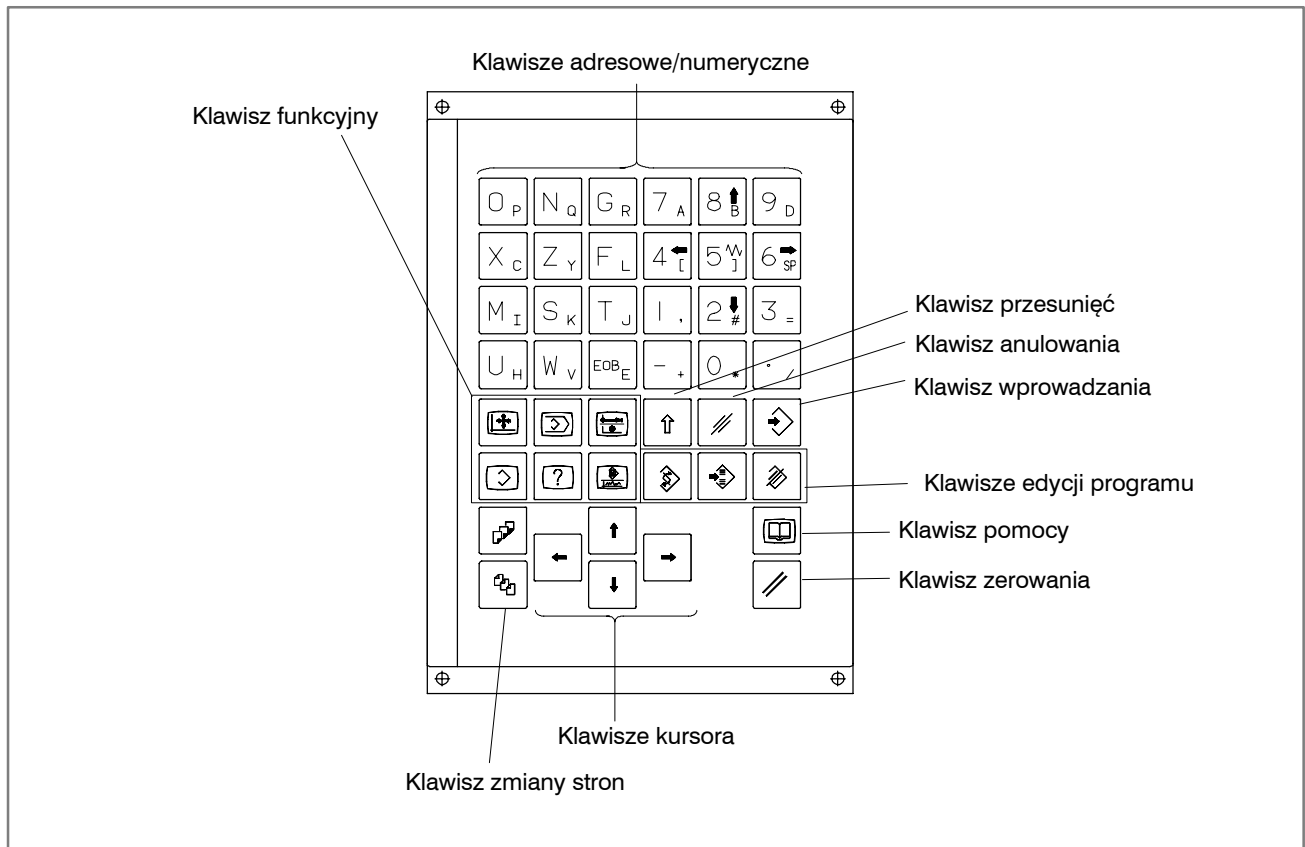 Klawisze adresowe/numeryczne
Klawisz funkcyjny
O P N Q G R 7 A 8 B 9 D
X C Z Y F L 4 [ 5 ] 6 SP
M I S K T J 1 , 2 # 3 =
U H W V EOB E - + 0 * . /
?
Klawisz przesunięć
Klawisz anulowania
Klawisz wprowadzania
Klawisze edycji programu
Klawisz pomocy
Klawisz zerowania
Klawisze kursora
Klawisz zmiany stron